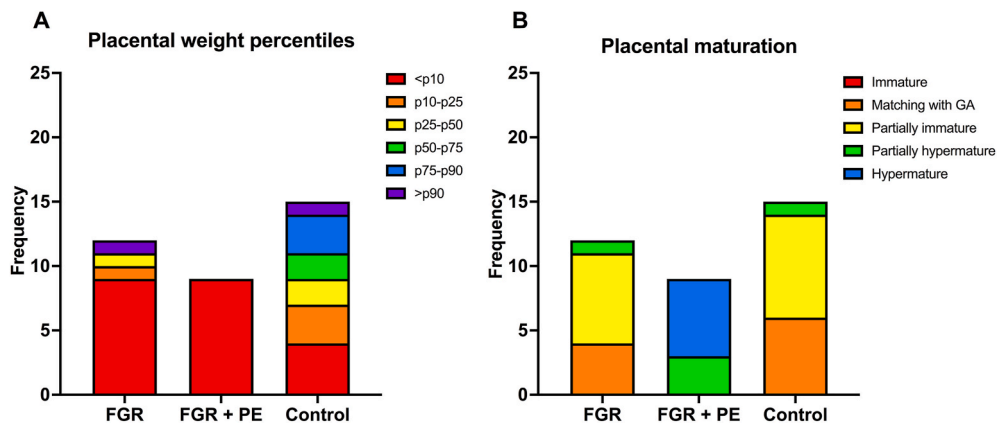 A
Placental weight percentiles
25
20
15
10
5
0
Frequency
FGR
FGR + PE
Control
<p10
p10-p25
p25-p50
p50-p75
p75-p90
>p90
B
Placental maturation
25
20
15
10
5
0
Frequency
FGR
FGR + PE
Control
Immature
Matching with GA
Partially immature
Partially hypermature
Hypermature